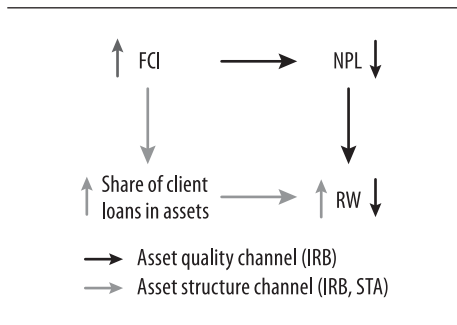 FCI
NPL
Share of client
loans in assets
RW
Asset quality channel (IRB)
Asset structure channel (IRB, STA)